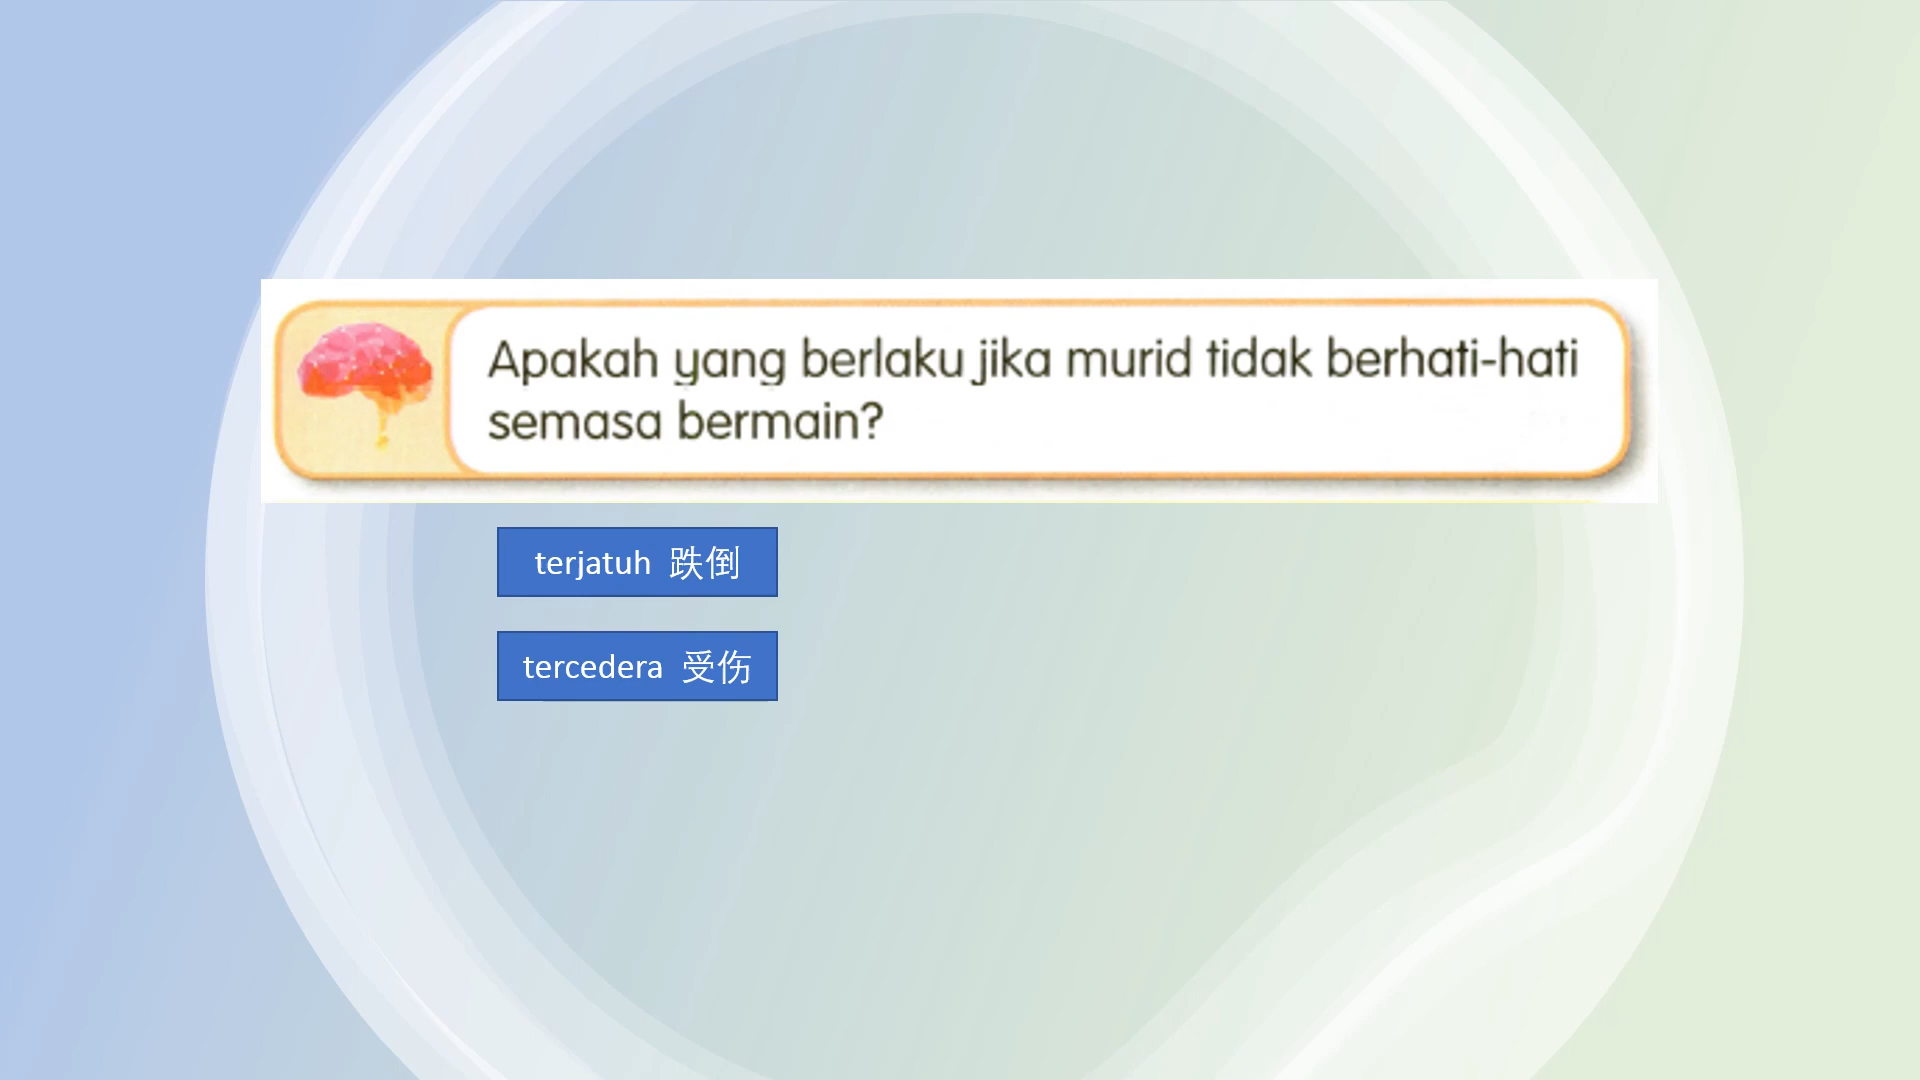 Apakah yang berlaku jika murid tidak berhati-hati
semasa bermain?
terjatuh 跌倒
tercedera 受伤